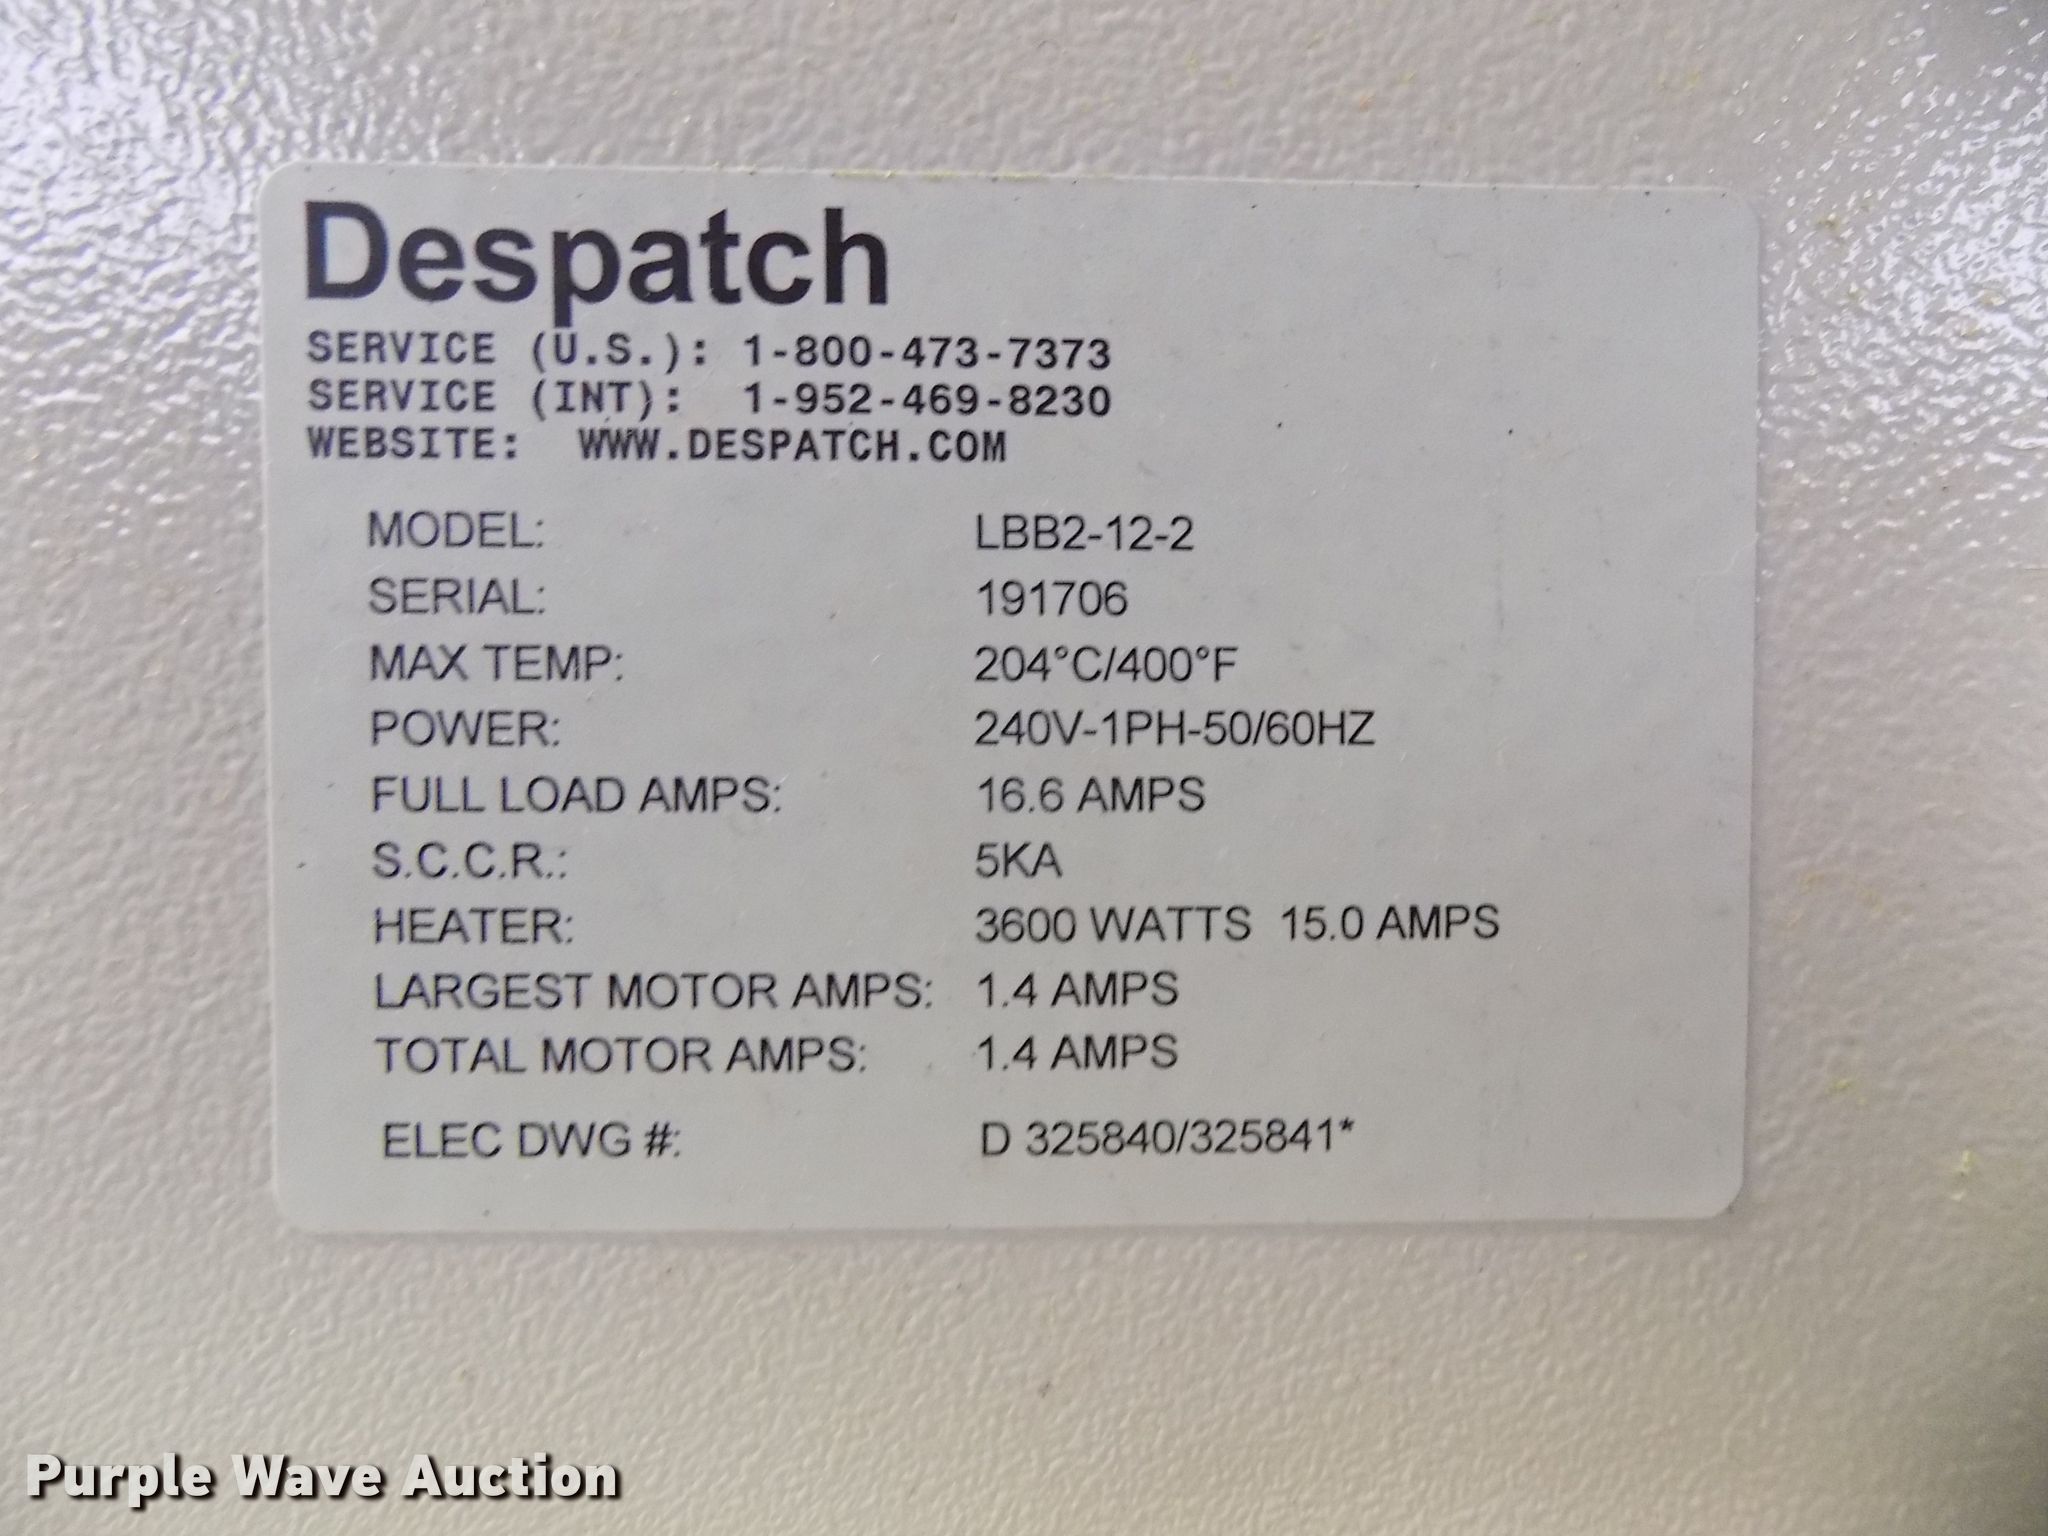 Despatch
SERVICE (U.S.): 1-800-473-7373
SERVICE (INT): 1-952-469-8230
WEBSITE: WWW.DESPATCH.COM
MODEL: LBB2-12-2
SERIAL: 191706
MAX TEMP: 204°C/400°F
POWER: 240V-1PH-50/60HZ
FULL LOAD AMPS: 16.6 AMPS
S.C.C.R.: 5KA
HEATER: 3600 WATTS 15.0 AMPS
LARGEST MOTOR AMPS: 1.4 AMPS
TOTAL MOTOR AMPS: 1.4 AMPS
ELEC DWG #: D 325840/325841*
Purple Wave Auction